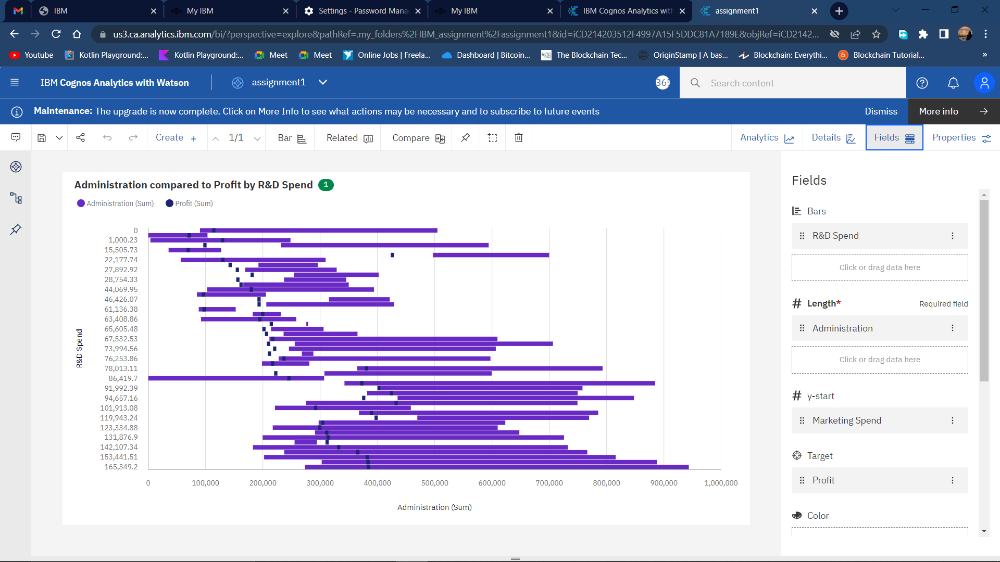 IBM
My IBM
Settings - Password Mana
My IBM
IBM Cognos Analytics with
assignment1
us3.ca.analytics.ibm.com/bi/?perspective=explore&pathRef=.my_folders%2FIBM_assignment%2Fassignment1&id=iCD214203512F4997A15F5DDC81A7189E&objRef=iCD2142...
Youtube
Kotlin Playground:...
Kotlin Playground:...
Meet
Meet
Online Jobs | Freela...
Dashboard | Bitcoin...
The Blockchain Tec...
OriginStamp | A bas...
Blockchain: Everythi...
Blockchain Tutorial...
»
IBM Cognos Analytics with Watson
assignment1
365
Search content
Maintenance: The upgrade is now complete. Click on More Info to see what actions may be necessary and to subscribe to future events
Dismiss
More info
Create
1/1
Bar
Related
Compare
Analytics
Details
Fields
Properties
Administration compared to Profit by R&D Spend 1
Administration (Sum)
Profit (Sum)
R&D Spend
0
1,000.23
15,505.73
22,177.74
27,892.92
28,754.33
44,069.95
46,426.07
61,136.38
63,408.86
65,605.48
67,532.53
73,994.56
76,253.86
78,013.11
86,419.7
91,992.39
94,657.16
101,913.08
119,943.24
123,334.88
131,876.9
142,107.34
153,441.51
165,349.2
0
100,000
200,000
300,000
400,000
500,000
600,000
700,000
800,000
900,000
1,000,000
Administration (Sum)
Fields
Bars
R&D Spend
Click or drag data here
Length*
Required field
Administration
Click or drag data here
y-start
Marketing Spend
Target
Profit
Color